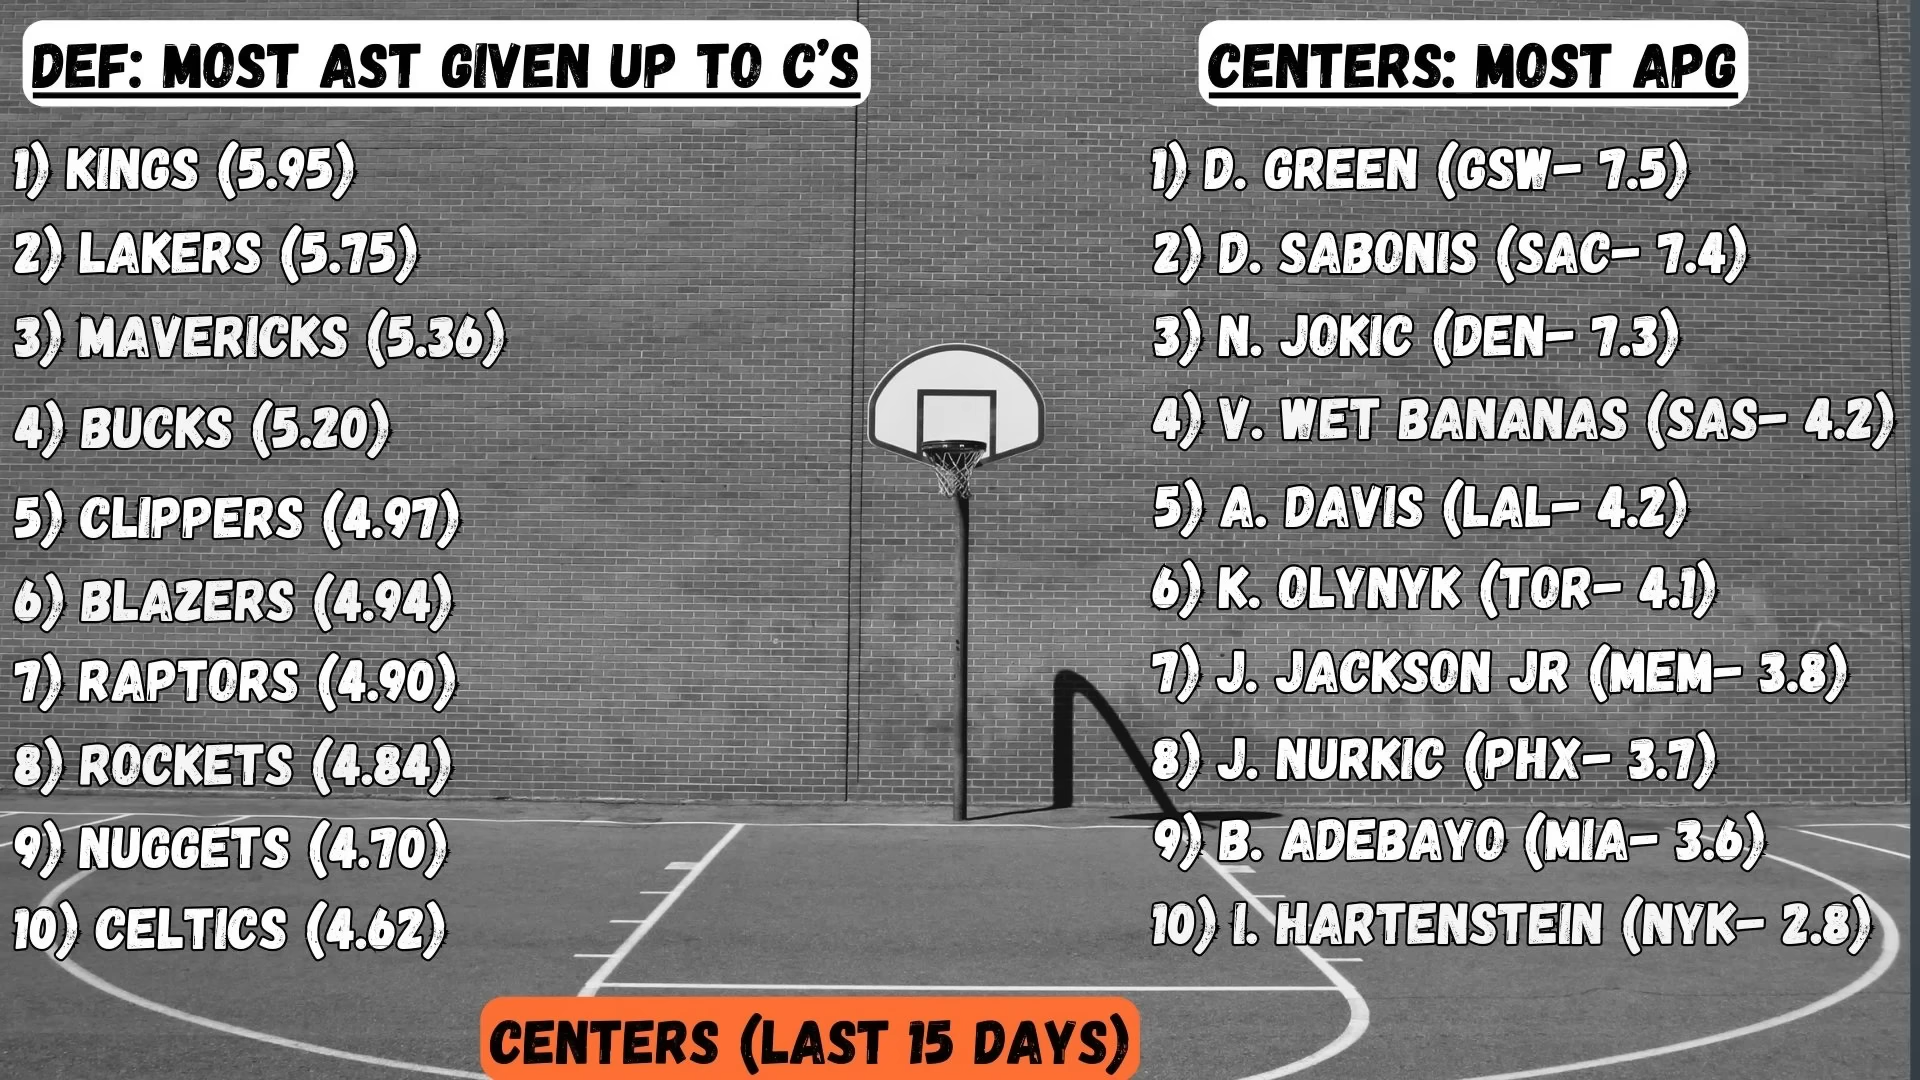 DEF: MOST AST GIVEN UP TO C'S
1) KINGS (5.95)
2) LAKERS (5.75)
3) MAVERICKS (5.36)
4) BUCKS (5.20)
5) CLIPPERS (4.97)
6) BLAZERS (4.94)
7) RAPTORS (4.90)
8) ROCKETS (4.84)
9) NUGGETS (4.70)
10) CELTICS (4.62)
CENTERS: MOST APG
1) D. GREEN (GSW- 7.5)
2) D. SABONIS (SAC- 7.4)
3) N. JOKIC (DEN- 7.3)
4) V. WET BANANAS (SAS- 4.2)
5) A. DAVIS (LAL- 4.2)
6) K. OLYNYK (TOR- 4.1)
7) J. JACKSON JR (MEM- 3.8)
8) J. NURKIC (PHX- 3.7)
9) B. ADEBAYO (MIA- 3.6)
10) I. HARTENSTEIN (NYK- 2.8)
CENTERS (LAST 15 DAYS)